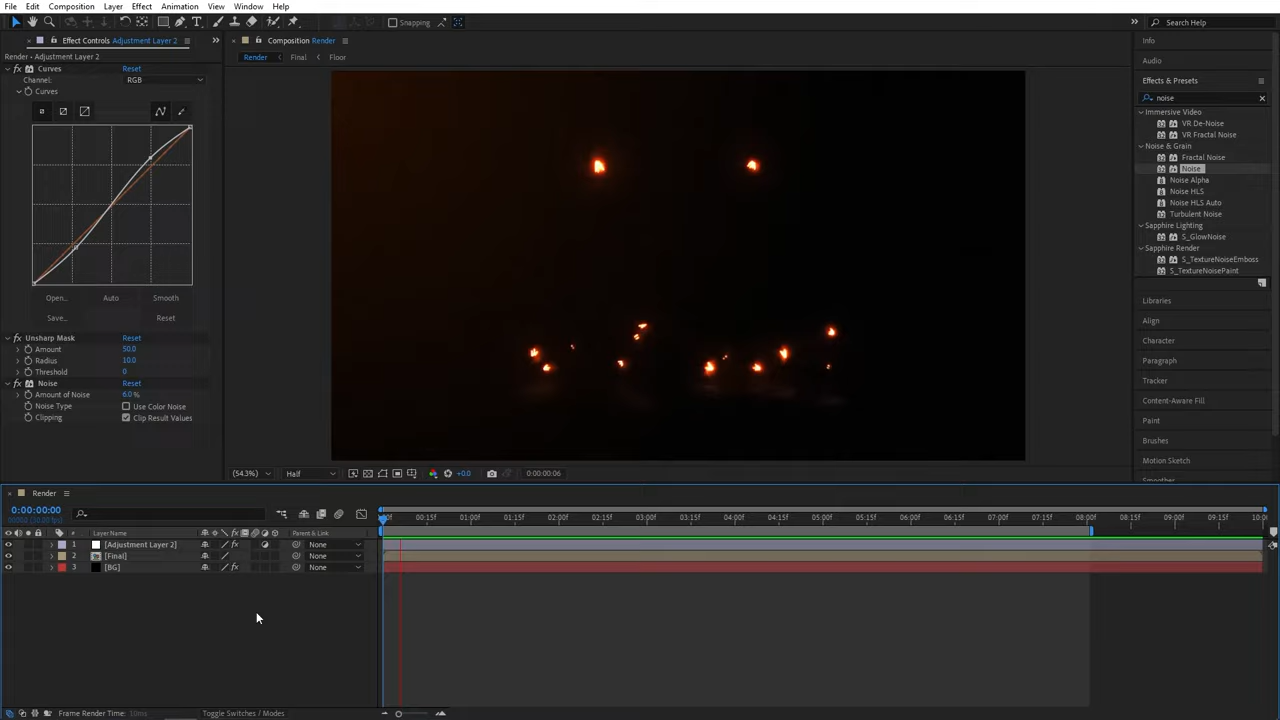 File Edit Composition Layer Effect Animation View Window Help
Snapping
Search Help
Effect Controls Adjustment Layer 2
Composition Render
Info
Render • Adjustment Layer 2
Render Final Floor
Audio
fx Curves Reset
Channel: RGB
Curves
Effects & Presets
noise
Immersive Video
VR De-Noise
VR Fractal Noise
Noise & Grain
Fractal Noise
Noise
Noise Alpha
Noise HLS
Noise HLS Auto
Turbulent Noise
Sapphire Lighting
S_GlowNoise
Sapphire Render
S_TextureNoiseEmboss
S_TextureNoisePaint
Open... Auto Smooth
Save... Reset
Libraries
Align
Character
Paragraph
Tracker
Content-Aware Fill
Paint
Brushes
Motion Sketch
fx Unsharp Mask Reset
Amount 50.0
Radius 10.0
Threshold 0
fx Noise Reset
Amount of Noise 6.0 %
Noise Type Use Color Noise
Clipping Clip Result Values
(54.3%) Half +0.0 0:00:00:06
Render
0:00:00:00
00:15f 01:00f 01:15f 02:00f 02:15f 03:00f 03:15f 04:00f 04:15f 05:00f 05:15f 06:00f 06:15f 07:00f 07:15f 08:00f 08:15f 09:00f 09:15f 10:0
# Layer Name fx Parent & Link
1 [Adjustment Layer 2] fx None
2 [Final] None
3 [BG] fx None
Frame Render Time: Toggle Switches / Modes